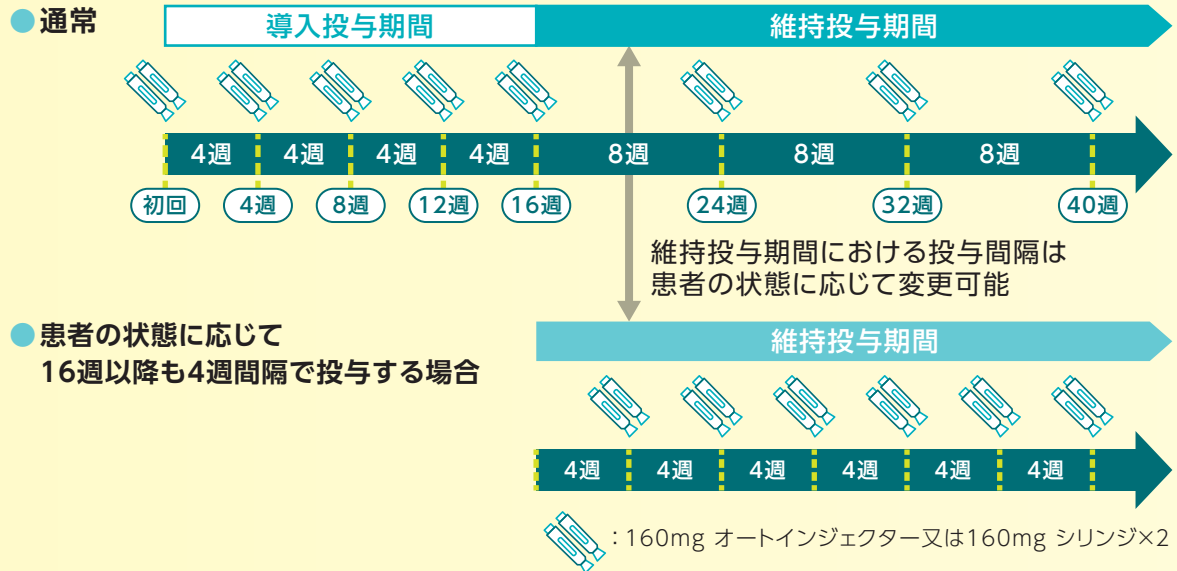 ●通常
導入投与期間
維持投与期間
4週 4週 4週 4週 8週 8週 8週
初回 4週 8週 12週 16週 24週 32週 40週
維持投与期間における投与間隔は
患者の状態に応じて変更可能
●患者の状態に応じて
16週以降も4週間隔で投与する場合
維持投与期間
4週 4週 4週 4週 4週 4週
：160mg オートインジェクター又は160mg シリンジ×2